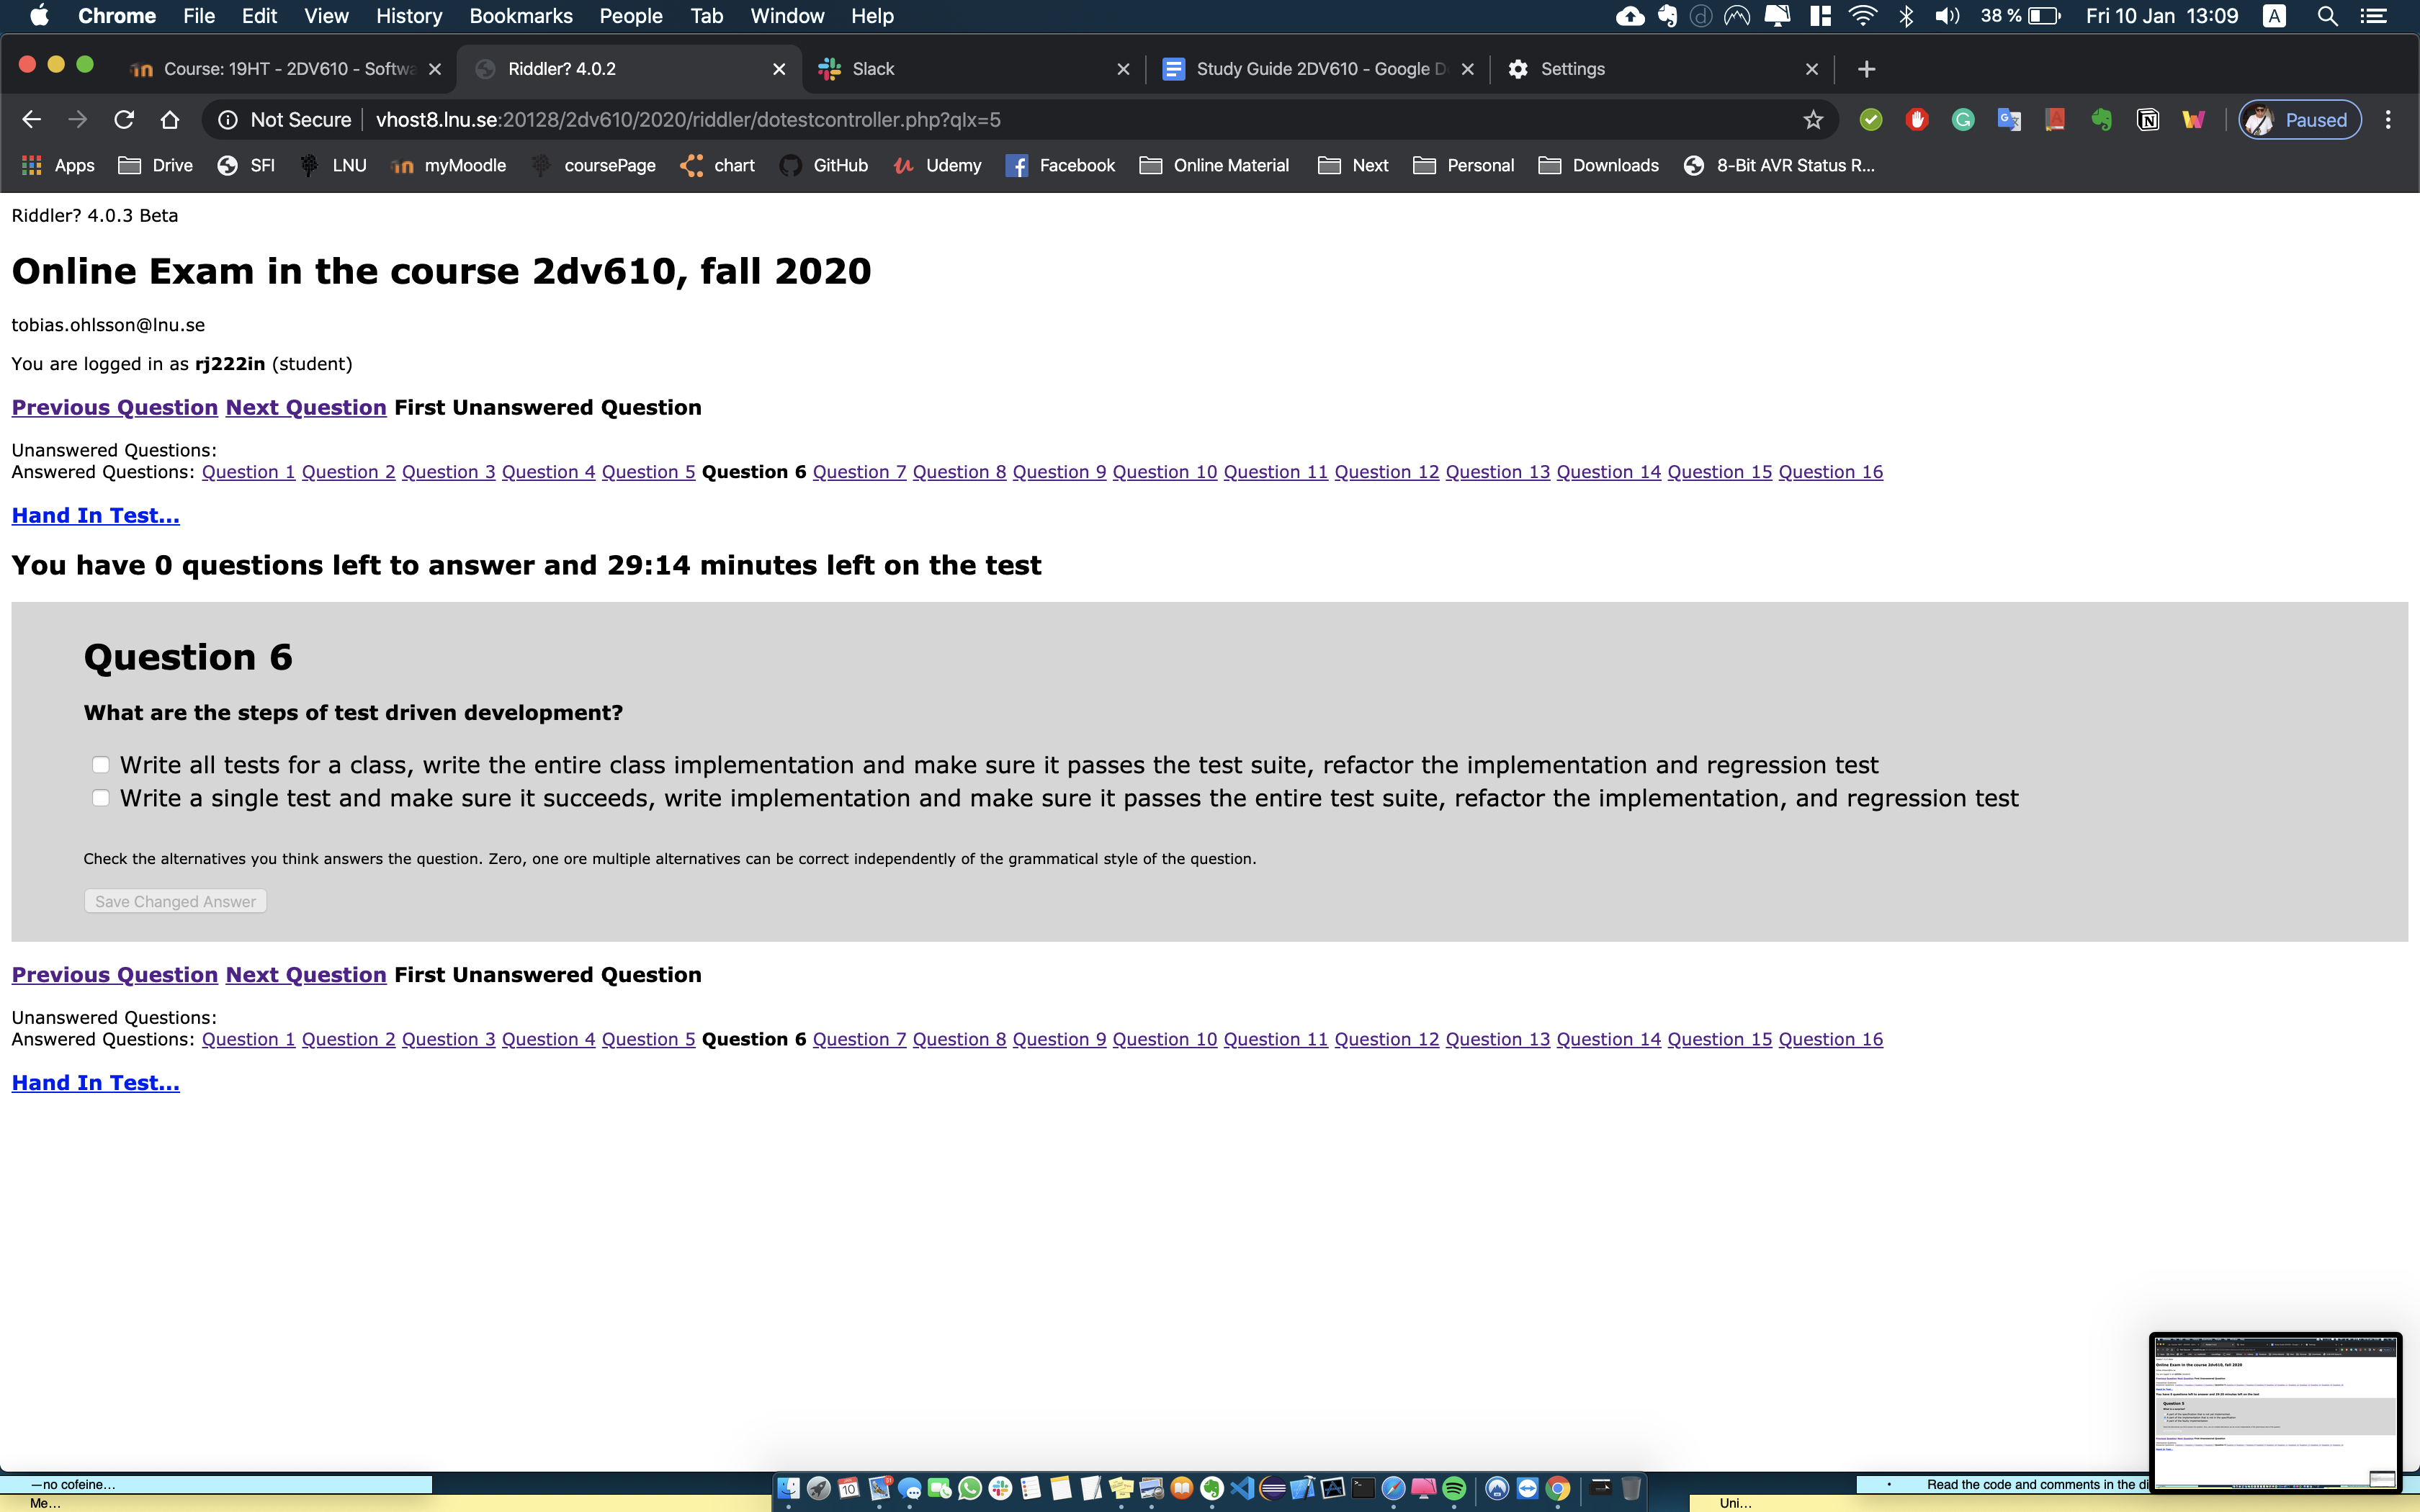 Chrome File Edit View History Bookmarks People Tab Window Help 38 % Fri 10 Jan 13:09 A
Course: 19HT - 2DV610 - Softwa Riddler? 4.0.2 Slack Study Guide 2DV610 - Google D Settings
Not Secure vhost8.lnu.se:20128/2dv610/2020/riddler/dotestcontroller.php?qIx=5 Paused
Apps Drive SFI LNU myMoodle coursePage chart GitHub Udemy Facebook Online Material Next Personal Downloads 8-Bit AVR Status R...
Riddler? 4.0.3 Beta
Online Exam in the course 2dv610, fall 2020
tobias.ohlsson@lnu.se
You are logged in as rj222in (student)
Previous Question Next Question First Unanswered Question
Unanswered Questions:
Answered Questions: Question 1 Question 2 Question 3 Question 4 Question 5 Question 6 Question 7 Question 8 Question 9 Question 10 Question 11 Question 12 Question 13 Question 14 Question 15 Question 16
Hand In Test...
You have 0 questions left to answer and 29:14 minutes left on the test
Question 6
What are the steps of test driven development?
Write all tests for a class, write the entire class implementation and make sure it passes the test suite, refactor the implementation and regression test
Write a single test and make sure it succeeds, write implementation and make sure it passes the entire test suite, refactor the implementation, and regression test
Check the alternatives you think answers the question. Zero, one ore multiple alternatives can be correct independently of the grammatical style of the question.
Save Changed Answer
Previous Question Next Question First Unanswered Question
Unanswered Questions:
Answered Questions: Question 1 Question 2 Question 3 Question 4 Question 5 Question 6 Question 7 Question 8 Question 9 Question 10 Question 11 Question 12 Question 13 Question 14 Question 15 Question 16
Hand In Test...
—no cofeine...
Me...
• Read the code and comments in the di
Uni...